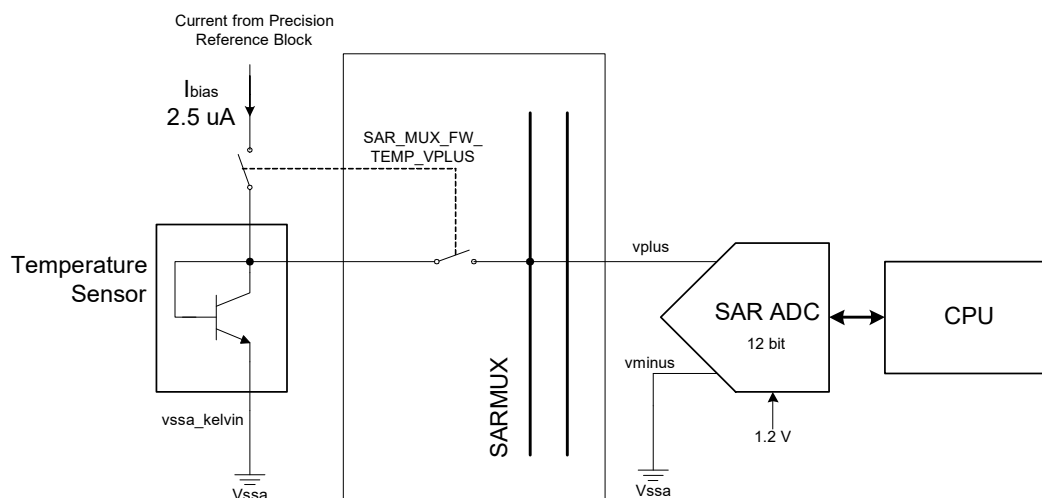 Current from Precision
Reference Block
Ibias
2.5 uA
SAR_MUX_FW_
TEMP_VPLUS
Temperature
Sensor
vplus
SAR ADC
12 bit
CPU
vminus
SARMUX
vssa_kelvin
1.2 V
Vssa
Vssa